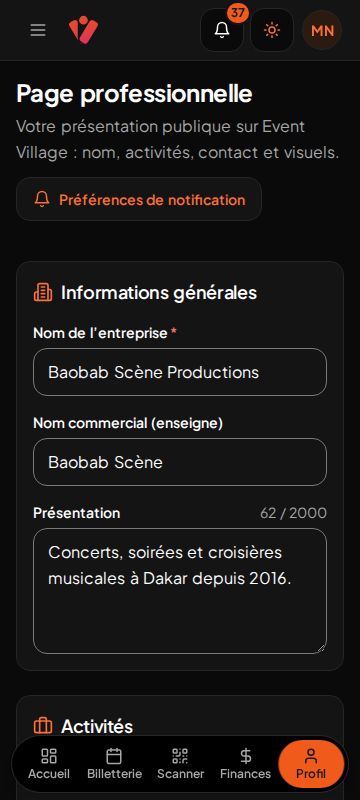 37
MN
Page professionnelle
Votre présentation publique sur Event
Village : nom, activités, contact et visuels.
Préférences de notification
Informations générales
Nom de l’entreprise *
Baobab Scène Productions
Nom commercial (enseigne)
Baobab Scène
Présentation 62 / 2000
Concerts, soirées et croisières
musicales à Dakar depuis 2016.
Activités
Accueil Billetterie Scanner Finances Profil